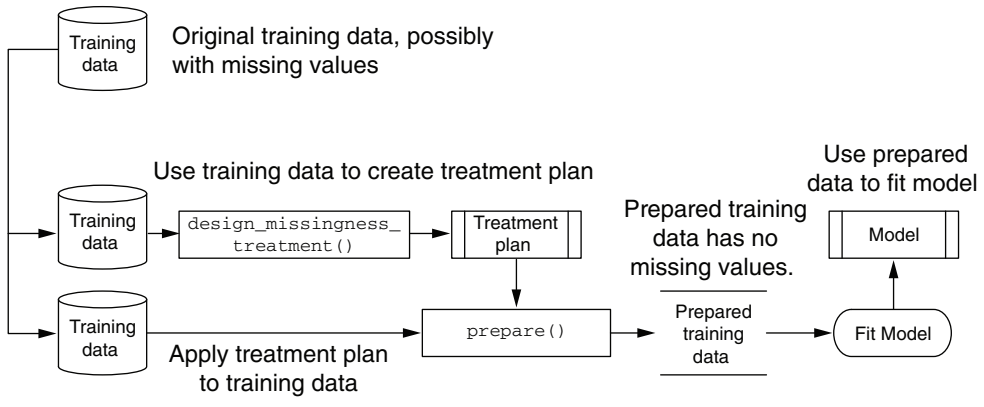 Training
data
Original training data, possibly
with missing values
Use training data to create treatment plan
Training
data
design_missingness_
treatment()
Treatment
plan
Prepared training
data has no
missing values.
Use prepared
data to fit model
Model
Training
data
Apply treatment plan
to training data
prepare()
Prepared
training
data
Fit Model